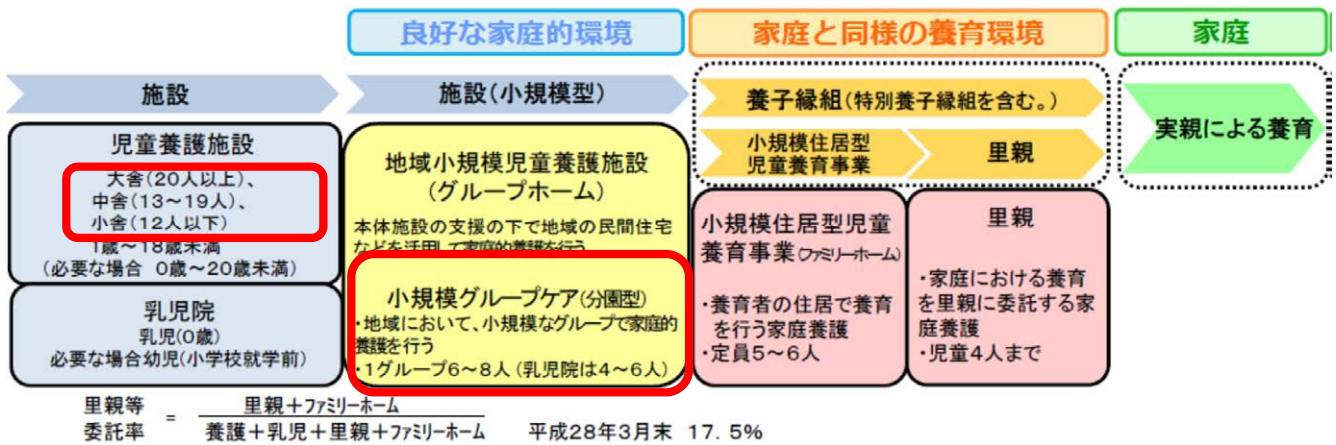 良好な家庭的環境
家庭と同様の養育環境
家庭
施設
施設(小規模型)
養子縁組(特別養子縁組を含む。)
小規模住居型
児童養育事業
里親
実親による養育
児童養護施設
大舎(20人以上)、
中舎(13～19人)、
小舎(12人以下)
1歳～18歳未満
(必要な場合 0歳～20歳未満)
乳児院
乳児(0歳)
必要な場合幼児(小学校就学前)
地域小規模児童養護施設
(グループホーム)
本体施設の支援の下で地域の民間住宅
などを活用して家庭的養護を行う
小規模グループケア(分園型)
・地域において、小規模なグループで家庭的
養護を行う
・1グループ6～8人(乳児院は4～6人)
小規模住居型児童
養育事業(ファミリーホーム)
・養育者の住居で養育
を行う家庭養護
・定員5～6人
里親
・家庭における養育
を里親に委託する家
庭養護
・児童4人まで
里親等
委託率
=
里親+ファミリーホーム
養護+乳児+里親+ファミリーホーム
平成28年3月末 17.5%